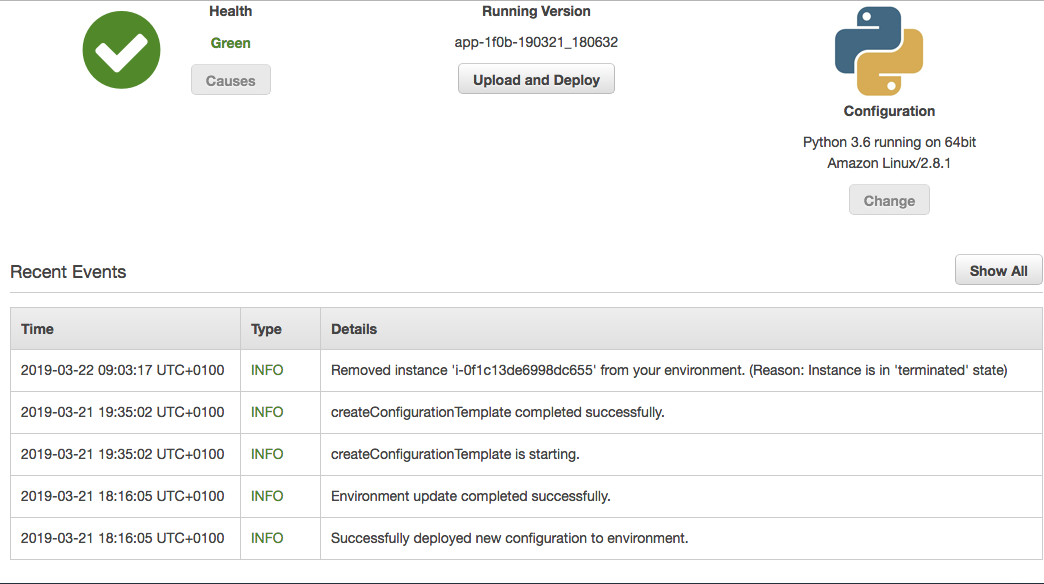 Health
Green
Causes
Running Version
app-1f0b-190321_180632
Upload and Deploy
Configuration
Python 3.6 running on 64bit
Amazon Linux/2.8.1
Change
Recent Events
Show All
Time Type Details
2019-03-22 09:03:17 UTC+0100 INFO Removed instance 'i-0f1c13de6998dc655' from your environment. (Reason: Instance is in 'terminated' state)
2019-03-21 19:35:02 UTC+0100 INFO createConfigurationTemplate completed successfully.
2019-03-21 19:35:02 UTC+0100 INFO createConfigurationTemplate is starting.
2019-03-21 18:16:05 UTC+0100 INFO Environment update completed successfully.
2019-03-21 18:16:05 UTC+0100 INFO Successfully deployed new configuration to environment.